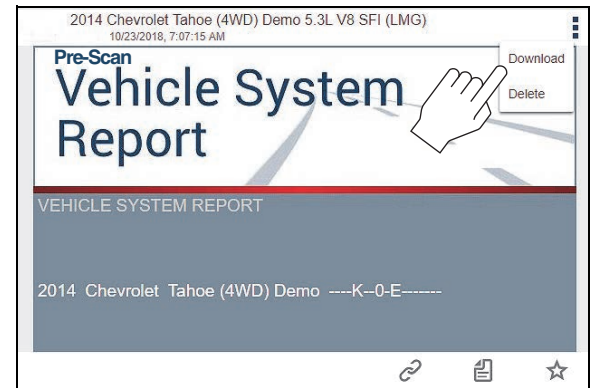 2014 Chevrolet Tahoe (4WD) Demo 5.3L V8 SFI (LMG)
10/23/2018, 7:07:15 AM
Download
Delete
Pre-Scan
Vehicle System
Report
VEHICLE SYSTEM REPORT
2014 Chevrolet Tahoe (4WD) Demo ----K--0-E-------